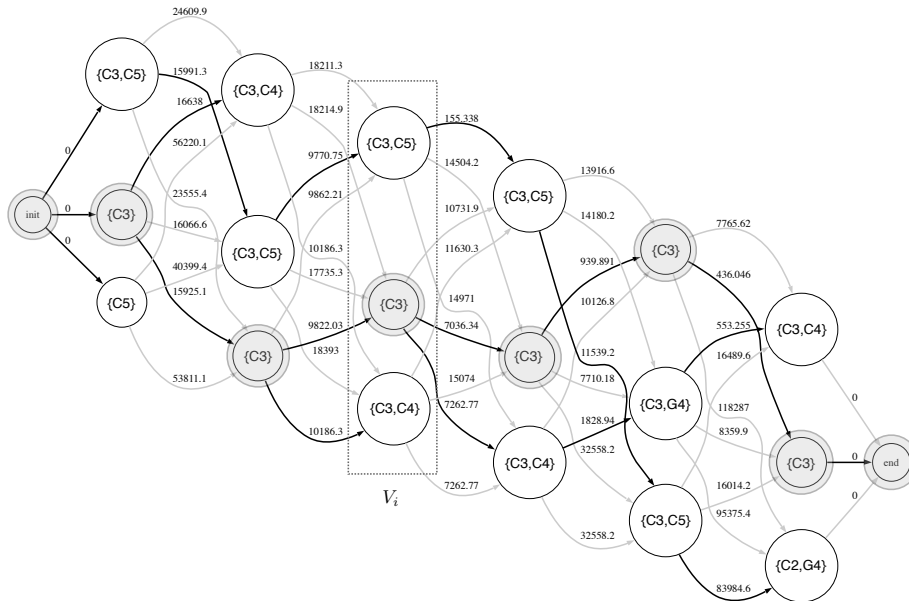 24609.9
{C3,C5}
15991.3
16638
{C3,C4}
18211.3
18214.9
0
56220.1
{C3,C5}
155.338
9770.75
14504.2
13916.6
init
0
{C3}
23555.4
9862.21
{C3,C5}
10731.9
14180.2
7765.62
0
16066.6
{C3,C5}
11630.3
{C3}
10186.3
17735.3
939.891
436.046
40399.4
15925.1
{C5}
{C3}
14971
10126.8
{C3,C4}
9822.03
7036.34
553.255
53811.1
{C3}
18393
{C3}
11539.2
16489.6
15074
7710.18
118287
0
{C3,C4}
{C3,G4}
10186.3
7262.77
1828.94
8359.9
32558.2
{C3,C4}
{C3}
0
end
7262.77
16014.2
95375.4
0
V_i
{C3,C5}
32558.2
{C2,G4}
83984.6